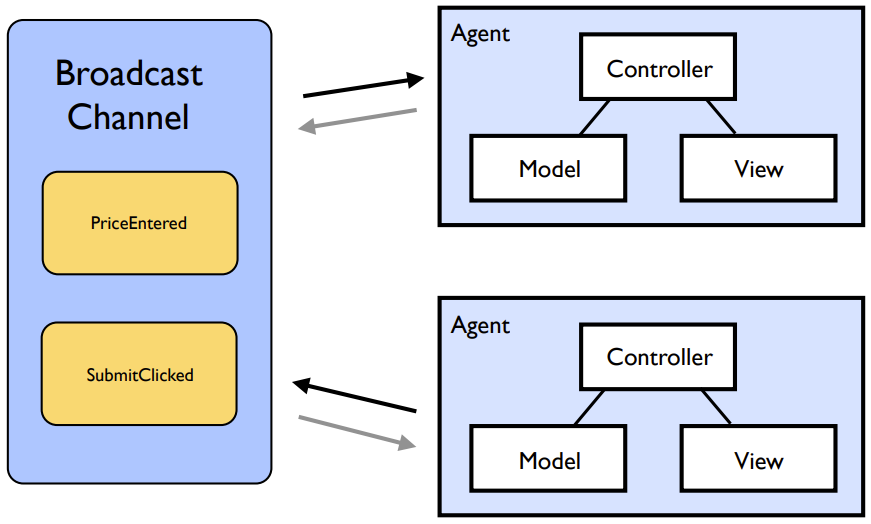 Broadcast
Channel
PriceEntered
SubmitClicked
Agent
Controller
Model
View
Agent
Controller
Model
View